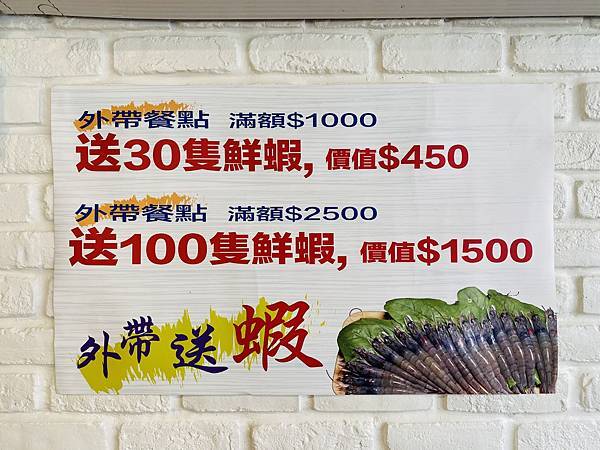 外帶餐點 滿額$1000
送30隻鮮蝦, 價值$450
外帶餐點 滿額$2500
送100隻鮮蝦, 價值$1500
外帶送蝦